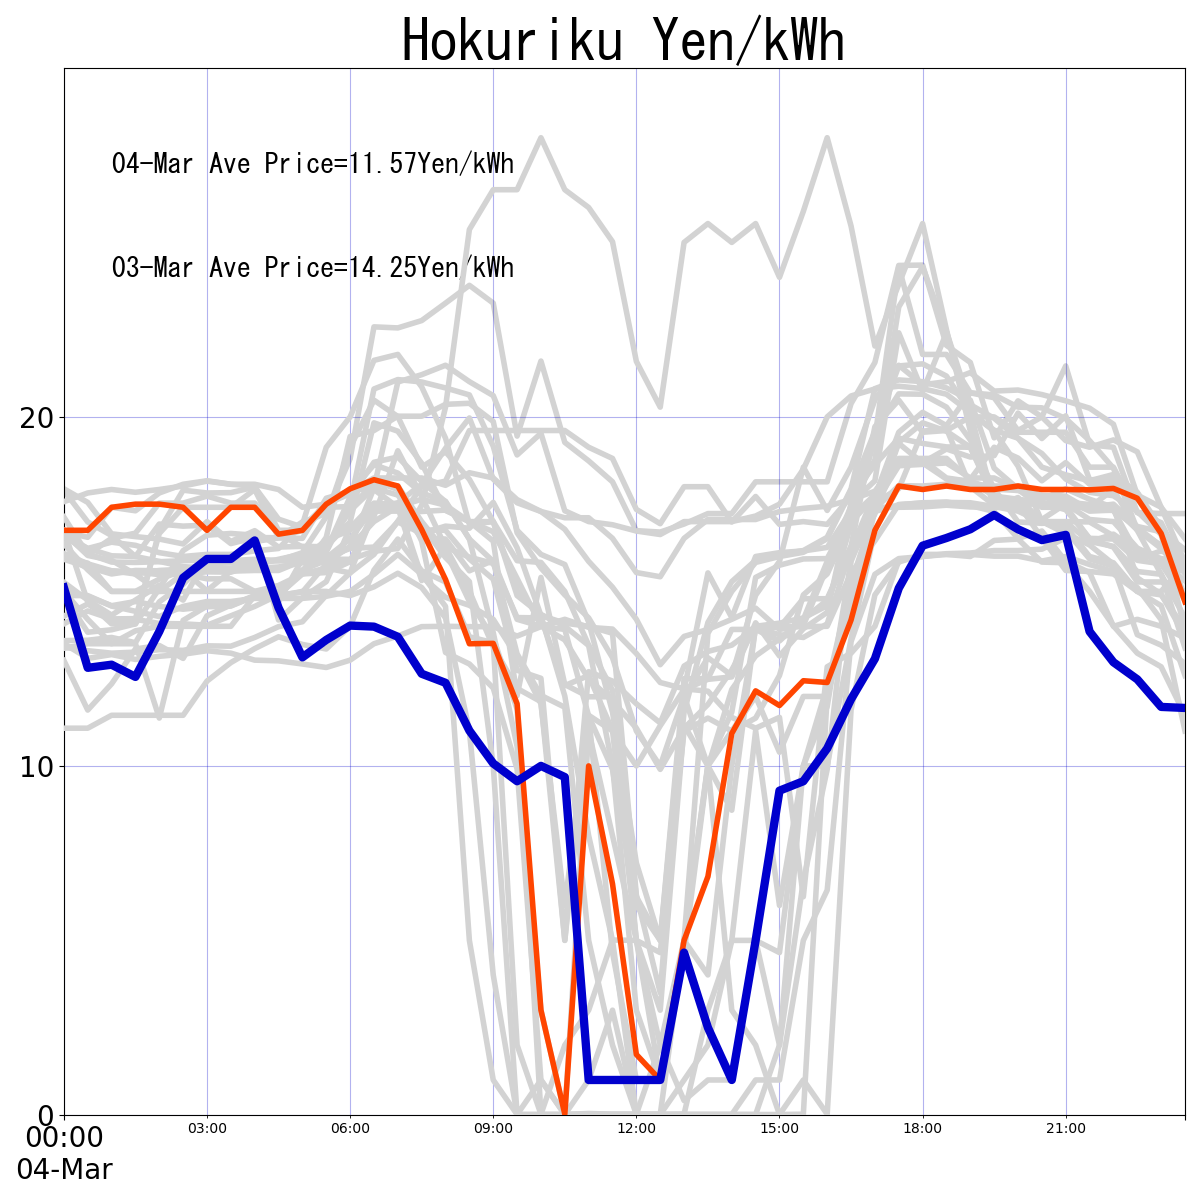 Hokuriku Yen/kWh
04-Mar Ave Price=11.57Yen/kWh
03-Mar Ave Price=14.25Yen/kWh
20
10
0
00:00 03:00 06:00 09:00 12:00 15:00 18:00 21:00
04-Mar